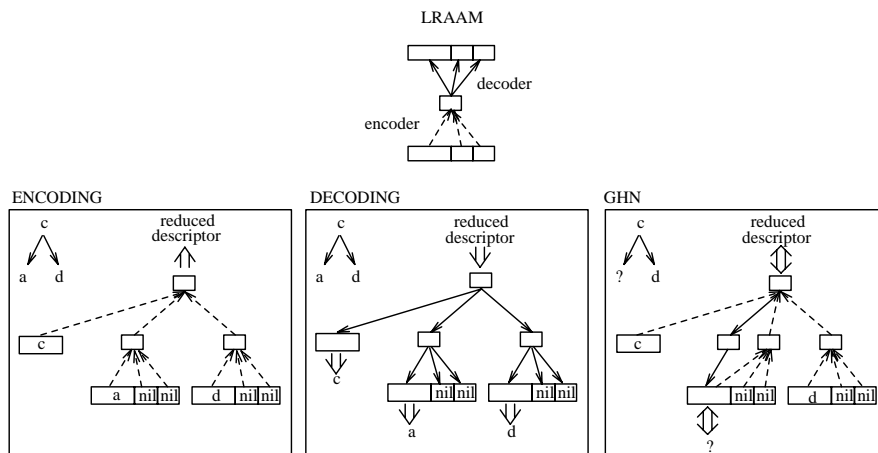 LRAAM
decoder
encoder
ENCODING
c
a d
reduced
descriptor
c
a nil nil d nil nil
DECODING
c
a d
reduced
descriptor
c
nil nil nil nil
a d
GHN
c
? d
reduced
descriptor
c
nil nil d nil nil
?